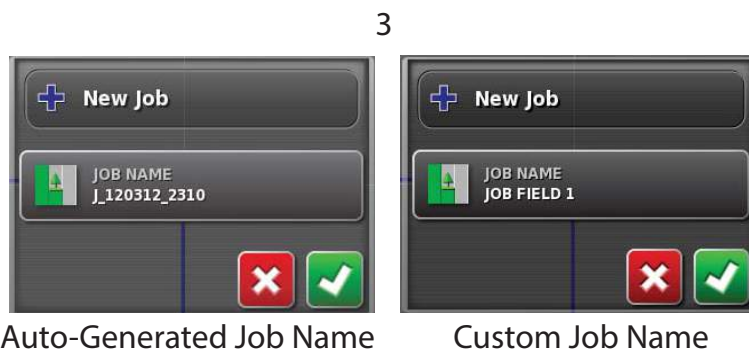 3
New Job
JOB NAME
J_120312_2310
New Job
JOB NAME
JOB FIELD 1
Auto-Generated Job Name
Custom Job Name